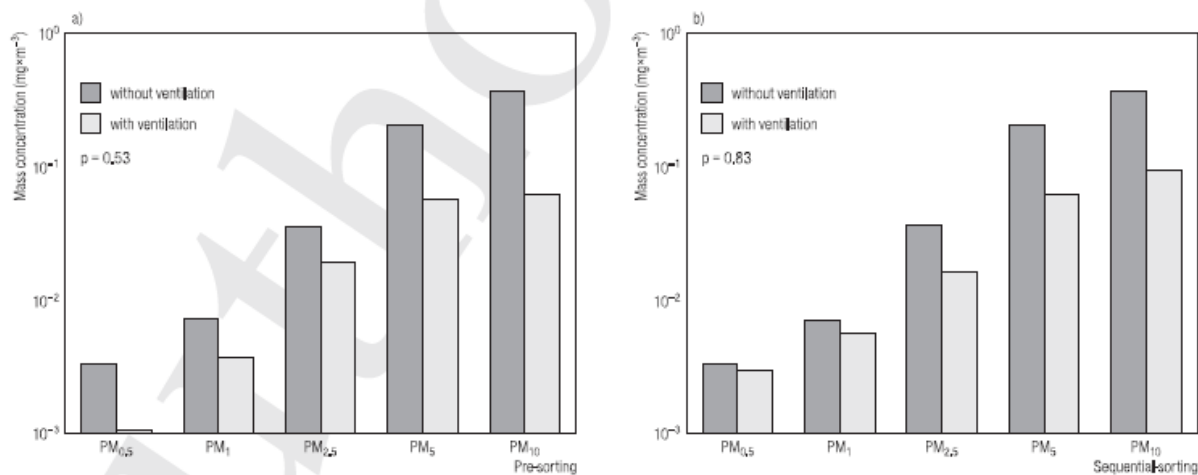 a)
Mass concentration (mg×m⁻³)
10⁰
10⁻¹
10⁻²
10⁻³
without ventilation
with ventilation
p = 0.53
PM₀.₅ PM₁ PM₂.₅ PM₅ PM₁₀
Pre-sorting
b)
Mass concentration (mg×m⁻³)
10⁰
10⁻¹
10⁻²
10⁻³
without ventilation
with ventilation
p = 0.83
PM₀.₅ PM₁ PM₂.₅ PM₅ PM₁₀
Sequential-sorting